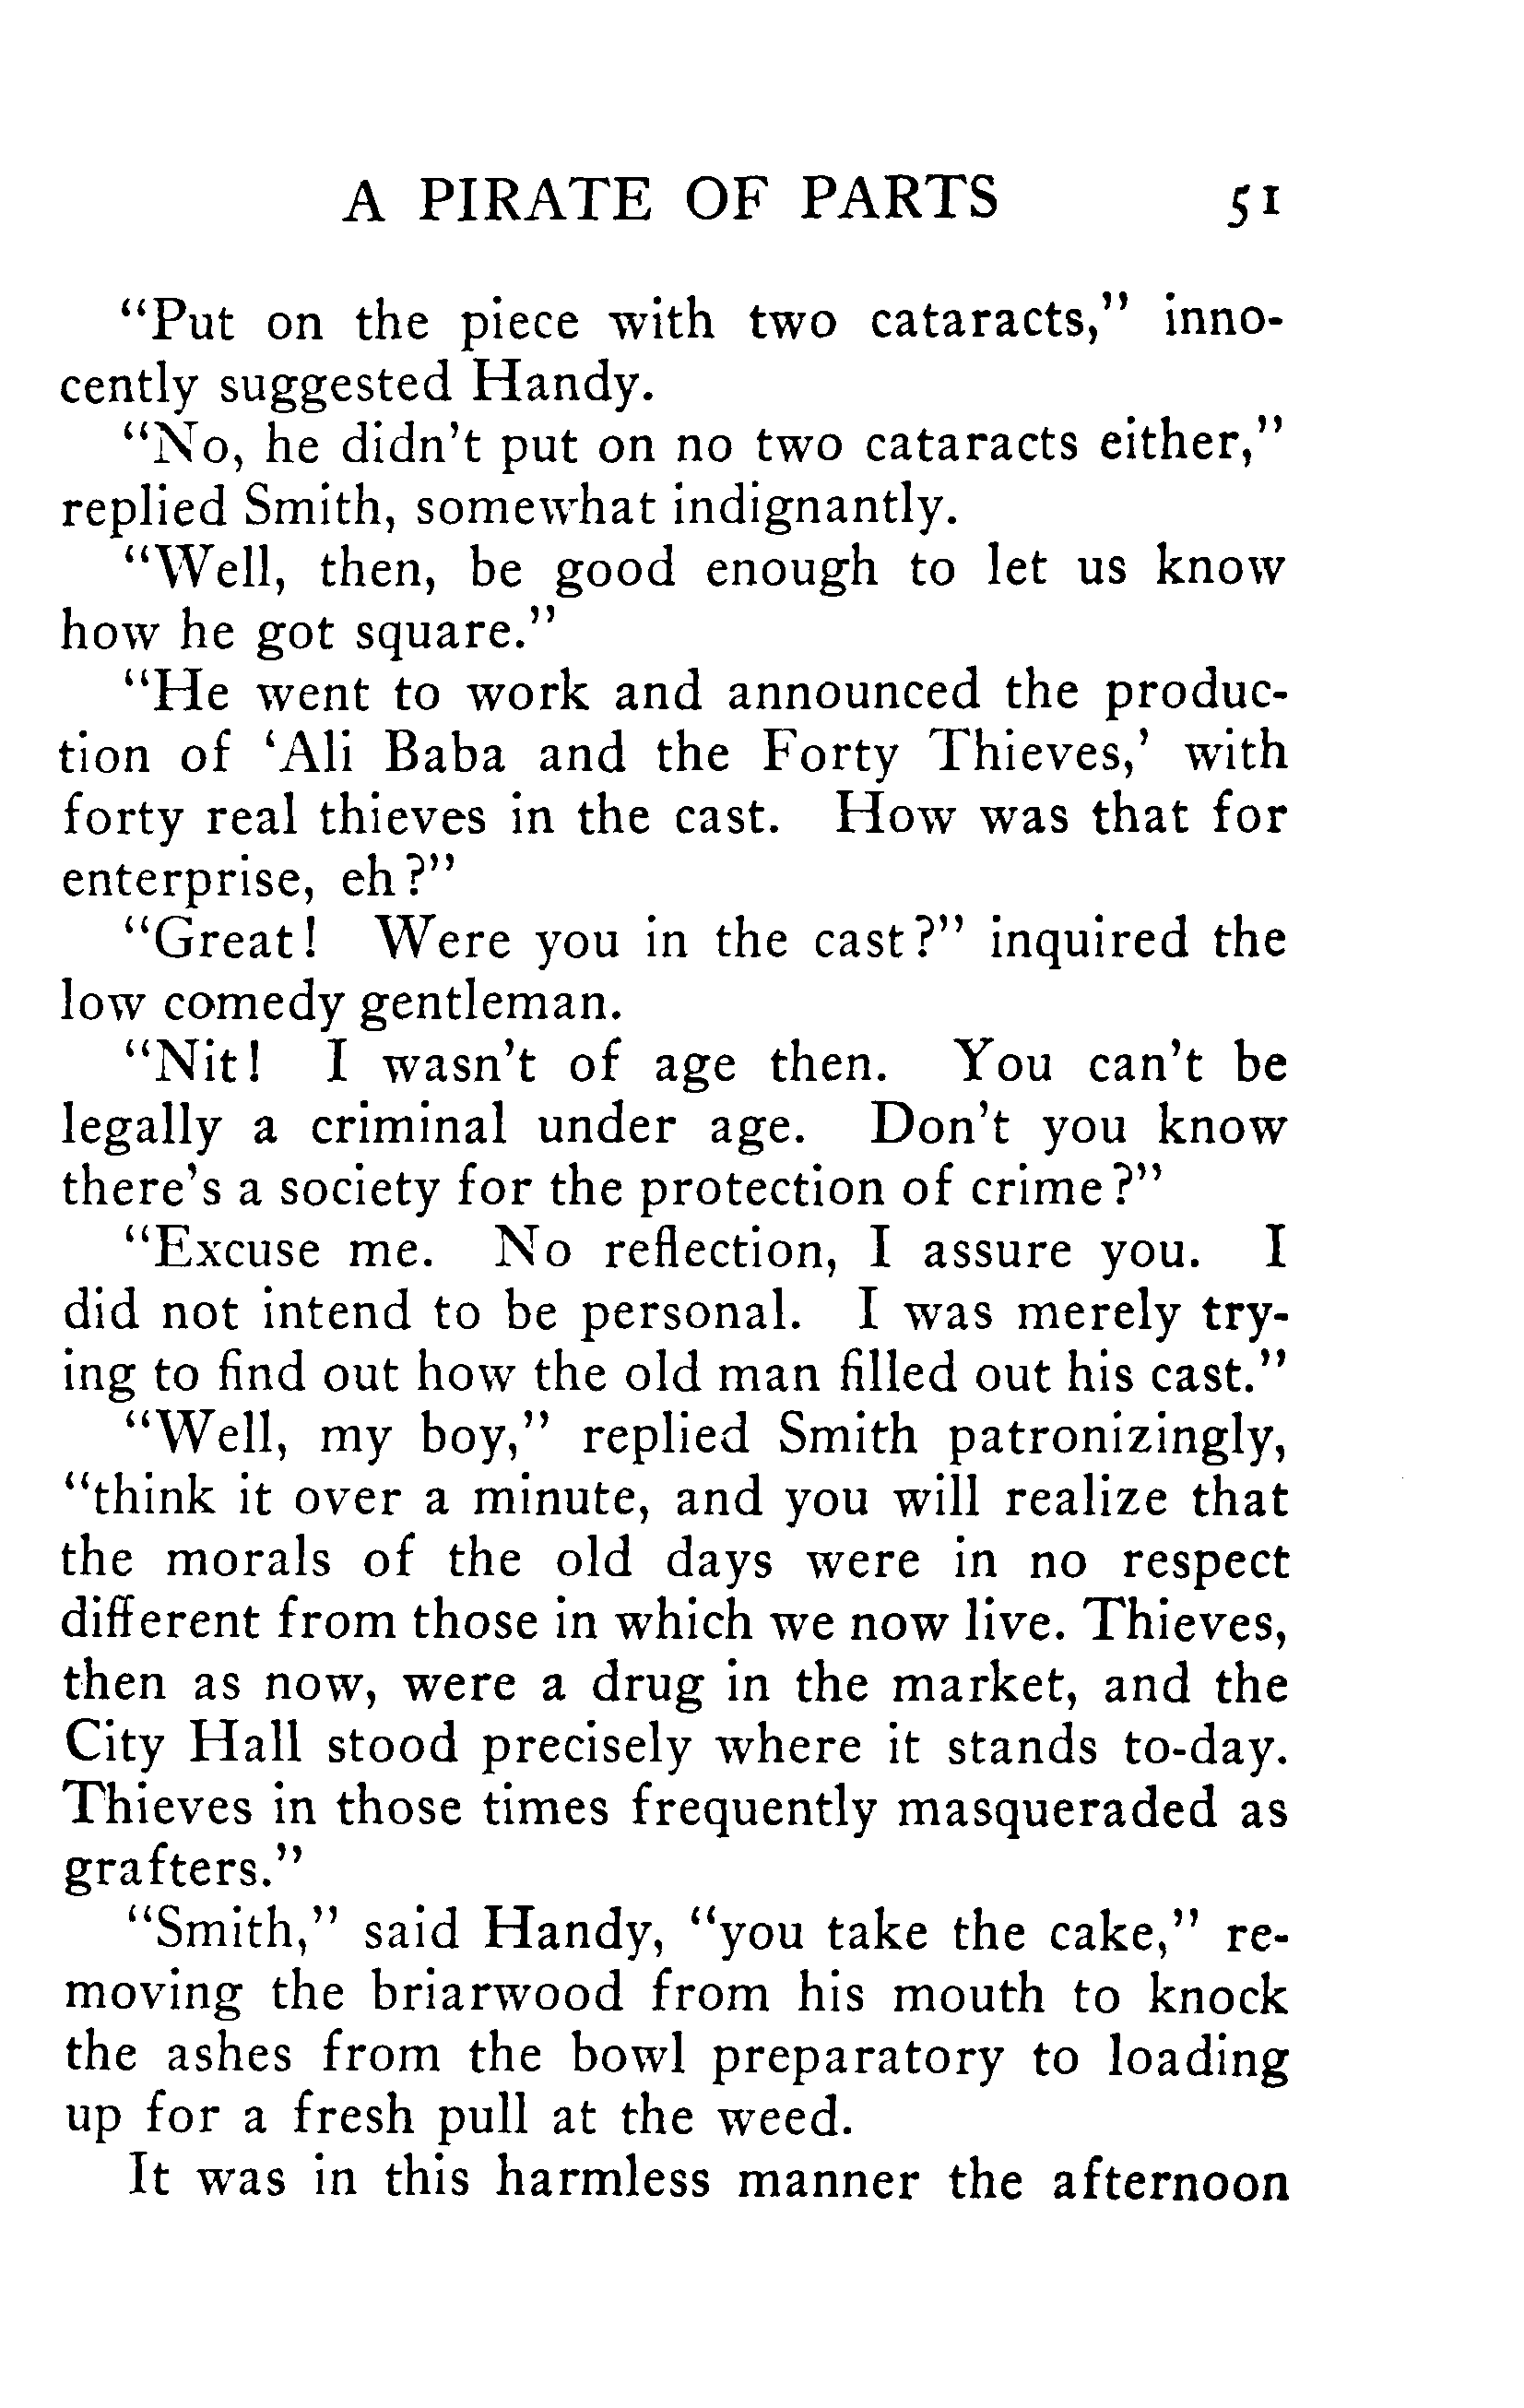 A PIRATE OF PARTS 51
“Put on the piece with two cataracts,” inno-
cently suggested Handy.
“No, he didn’t put on no two cataracts either,”
replied Smith, somewhat indignantly.
“Well, then, be good enough to let us know
how he got square.”
“He went to work and announced the produc-
tion of ‘Ali Baba and the Forty Thieves,’ with
forty real thieves in the cast. How was that for
enterprise, eh?”
“Great! Were you in the cast?” inquired the
low comedy gentleman.
“Nit! I wasn’t of age then. You can’t be
legally a criminal under age. Don’t you know
there’s a society for the protection of crime?”
“Excuse me. No reflection, I assure you. I
did not intend to be personal. I was merely try-
ing to find out how the old man filled out his cast.”
“Well, my boy,” replied Smith patronizingly,
“think it over a minute, and you will realize that
the morals of the old days were in no respect
different from those in which we now live. Thieves,
then as now, were a drug in the market, and the
City Hall stood precisely where it stands to-day.
Thieves in those times frequently masqueraded as
grafters.”
“Smith,” said Handy, “you take the cake,” re-
moving the briarwood from his mouth to knock
the ashes from the bowl preparatory to loading
up for a fresh pull at the weed.
It was in this harmless manner the afternoon